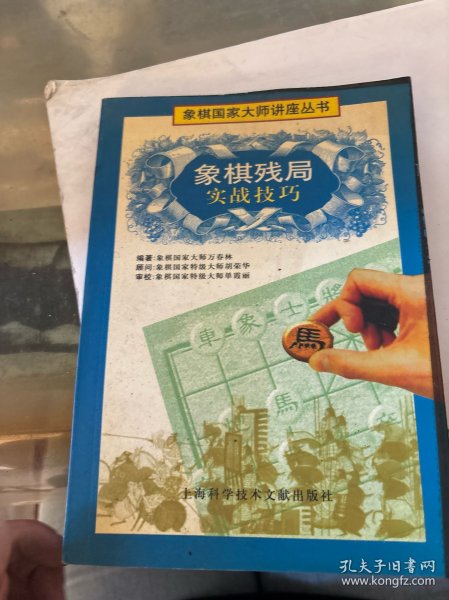 象棋国家大师讲座丛书
象棋残局
实战技巧
编著:象棋国家大师万春林
顾问:象棋国家特级大师胡荣华
审校:象棋国家特级大师单霞丽
車象士將
馬
馬
上海科学技术文献出版社
孔夫子旧书网
www.kongfz.com